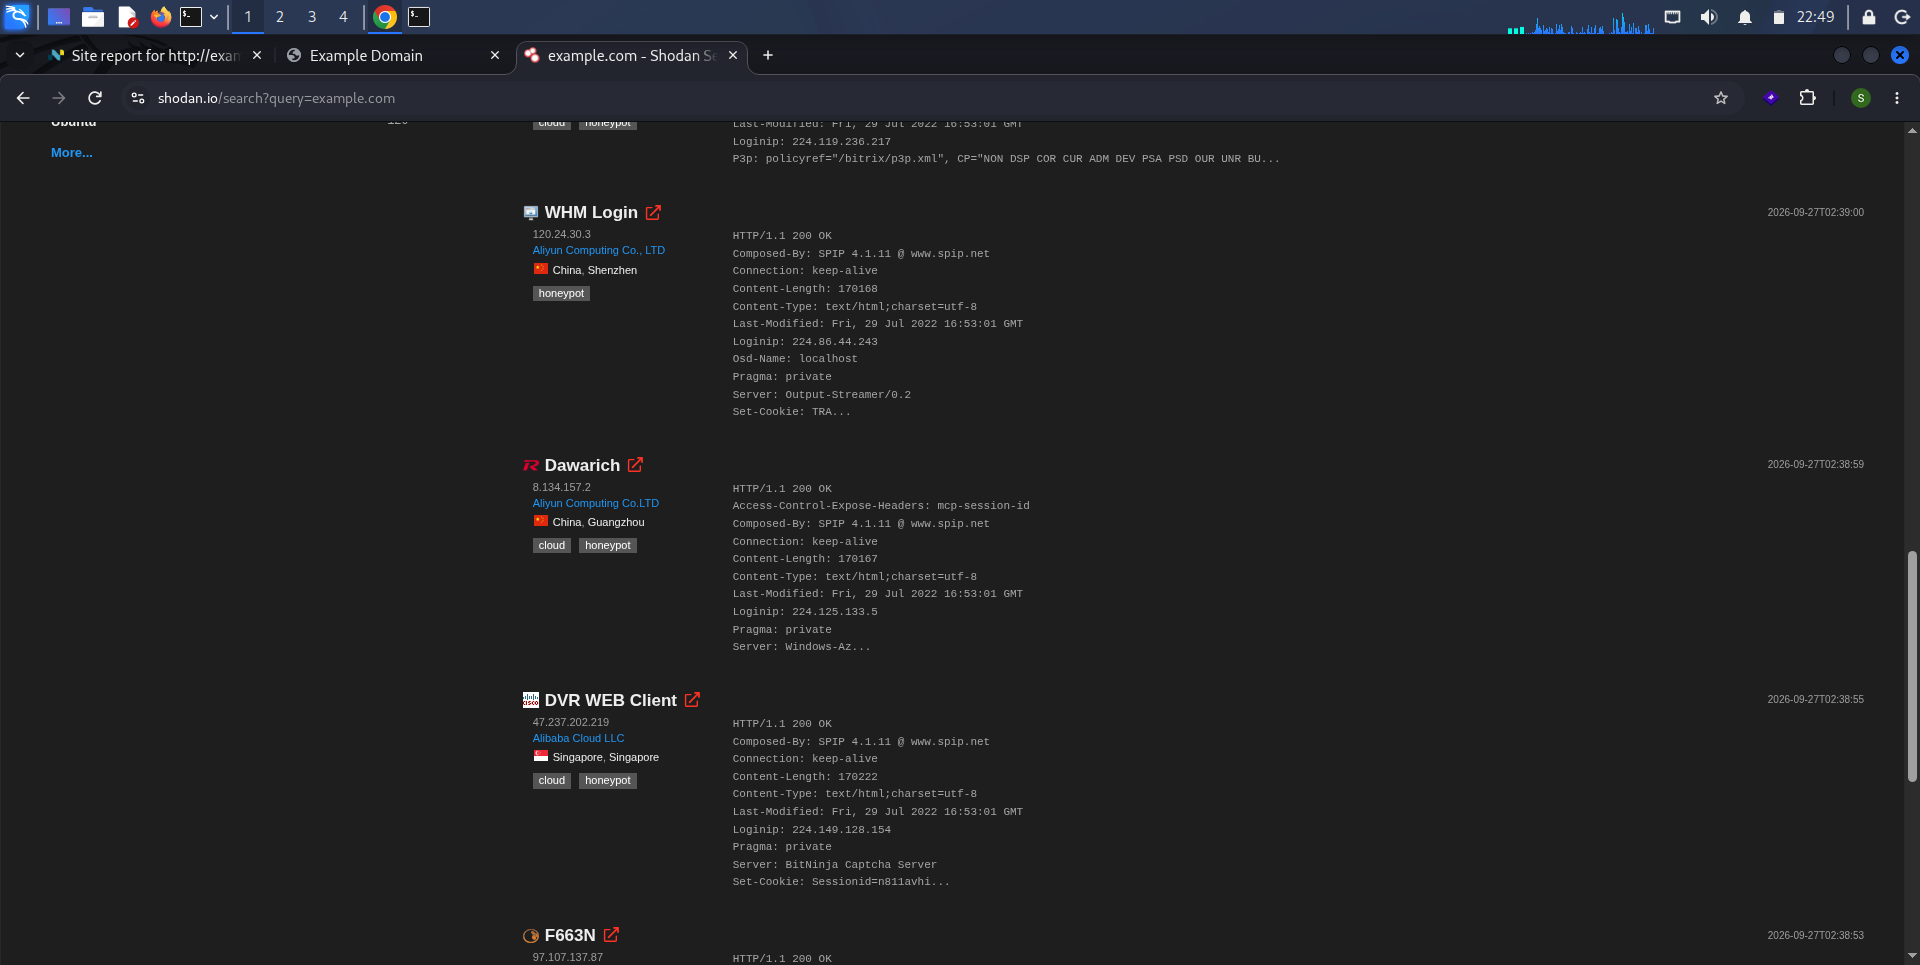 1
2
3
4
22:49
Site report for http://exam
Example Domain
example.com - Shodan Se
shodan.io/search?query=example.com
S
Ubuntu
More...
cloud honeypot
Last-Modified: Fri, 29 Jul 2022 16:53:01 GMT
Loginip: 224.119.236.217
P3p: policyref="/bitrix/p3p.xml", CP="NON DSP COR CUR ADM DEV PSA PSD OUR UNR BU...
WHM Login
2026-09-27T02:39:00
120.24.30.3
Aliyun Computing Co., LTD
China, Shenzhen
honeypot
HTTP/1.1 200 OK
Composed-By: SPIP 4.1.11 @ www.spip.net
Connection: keep-alive
Content-Length: 170168
Content-Type: text/html;charset=utf-8
Last-Modified: Fri, 29 Jul 2022 16:53:01 GMT
Loginip: 224.86.44.243
Osd-Name: localhost
Pragma: private
Server: Output-Streamer/0.2
Set-Cookie: TRA...
Dawarich
2026-09-27T02:38:59
8.134.157.2
Aliyun Computing Co.LTD
China, Guangzhou
cloud honeypot
HTTP/1.1 200 OK
Access-Control-Expose-Headers: mcp-session-id
Composed-By: SPIP 4.1.11 @ www.spip.net
Connection: keep-alive
Content-Length: 170167
Content-Type: text/html;charset=utf-8
Last-Modified: Fri, 29 Jul 2022 16:53:01 GMT
Loginip: 224.125.133.5
Pragma: private
Server: Windows-Az...
DVR WEB Client
2026-09-27T02:38:55
47.237.202.219
Alibaba Cloud LLC
Singapore, Singapore
cloud honeypot
HTTP/1.1 200 OK
Composed-By: SPIP 4.1.11 @ www.spip.net
Connection: keep-alive
Content-Length: 170222
Content-Type: text/html;charset=utf-8
Last-Modified: Fri, 29 Jul 2022 16:53:01 GMT
Loginip: 224.149.128.154
Pragma: private
Server: BitNinja Captcha Server
Set-Cookie: Sessionid=n811avhi...
F663N
2026-09-27T02:38:53
97.107.137.87
HTTP/1.1 200 OK